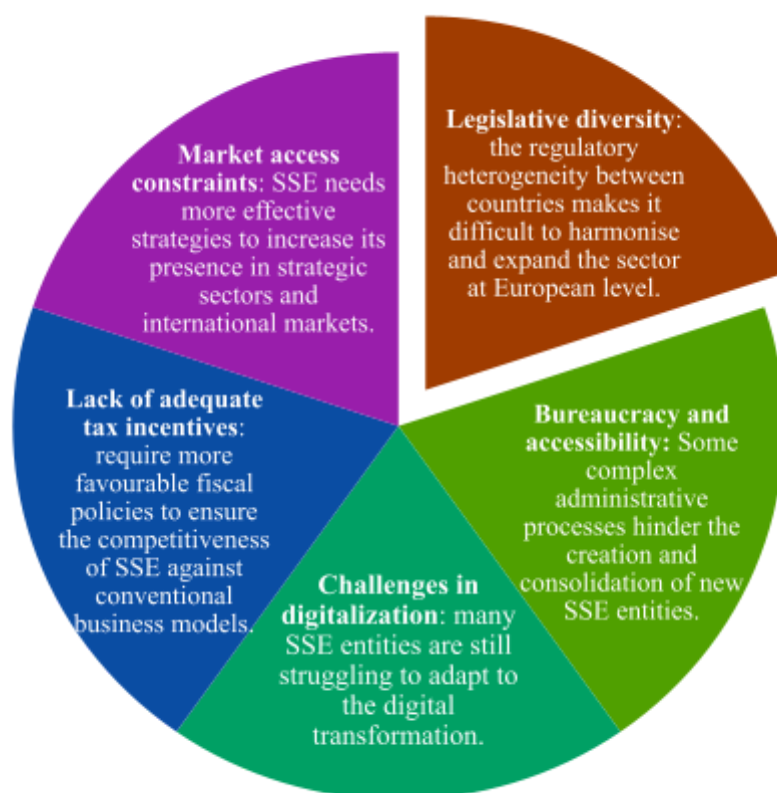 Legislative diversity:
the regulatory
heterogeneity between
countries makes it
difficult to harmonise
and expand the sector
at European level.
Bureaucracy and
accessibility: Some
complex
administrative
processes hinder the
creation and
consolidation of new
SSE entities.
Challenges in
digitalization: many
SSE entities are still
struggling to adapt to
the digital
transformation.
Lack of adequate
tax incentives:
require more
favourable fiscal
policies to ensure
the competitiveness
of SSE against
conventional
business models.
Market access
constraints: SSE needs
more effective
strategies to increase its
presence in strategic
sectors and
international markets.